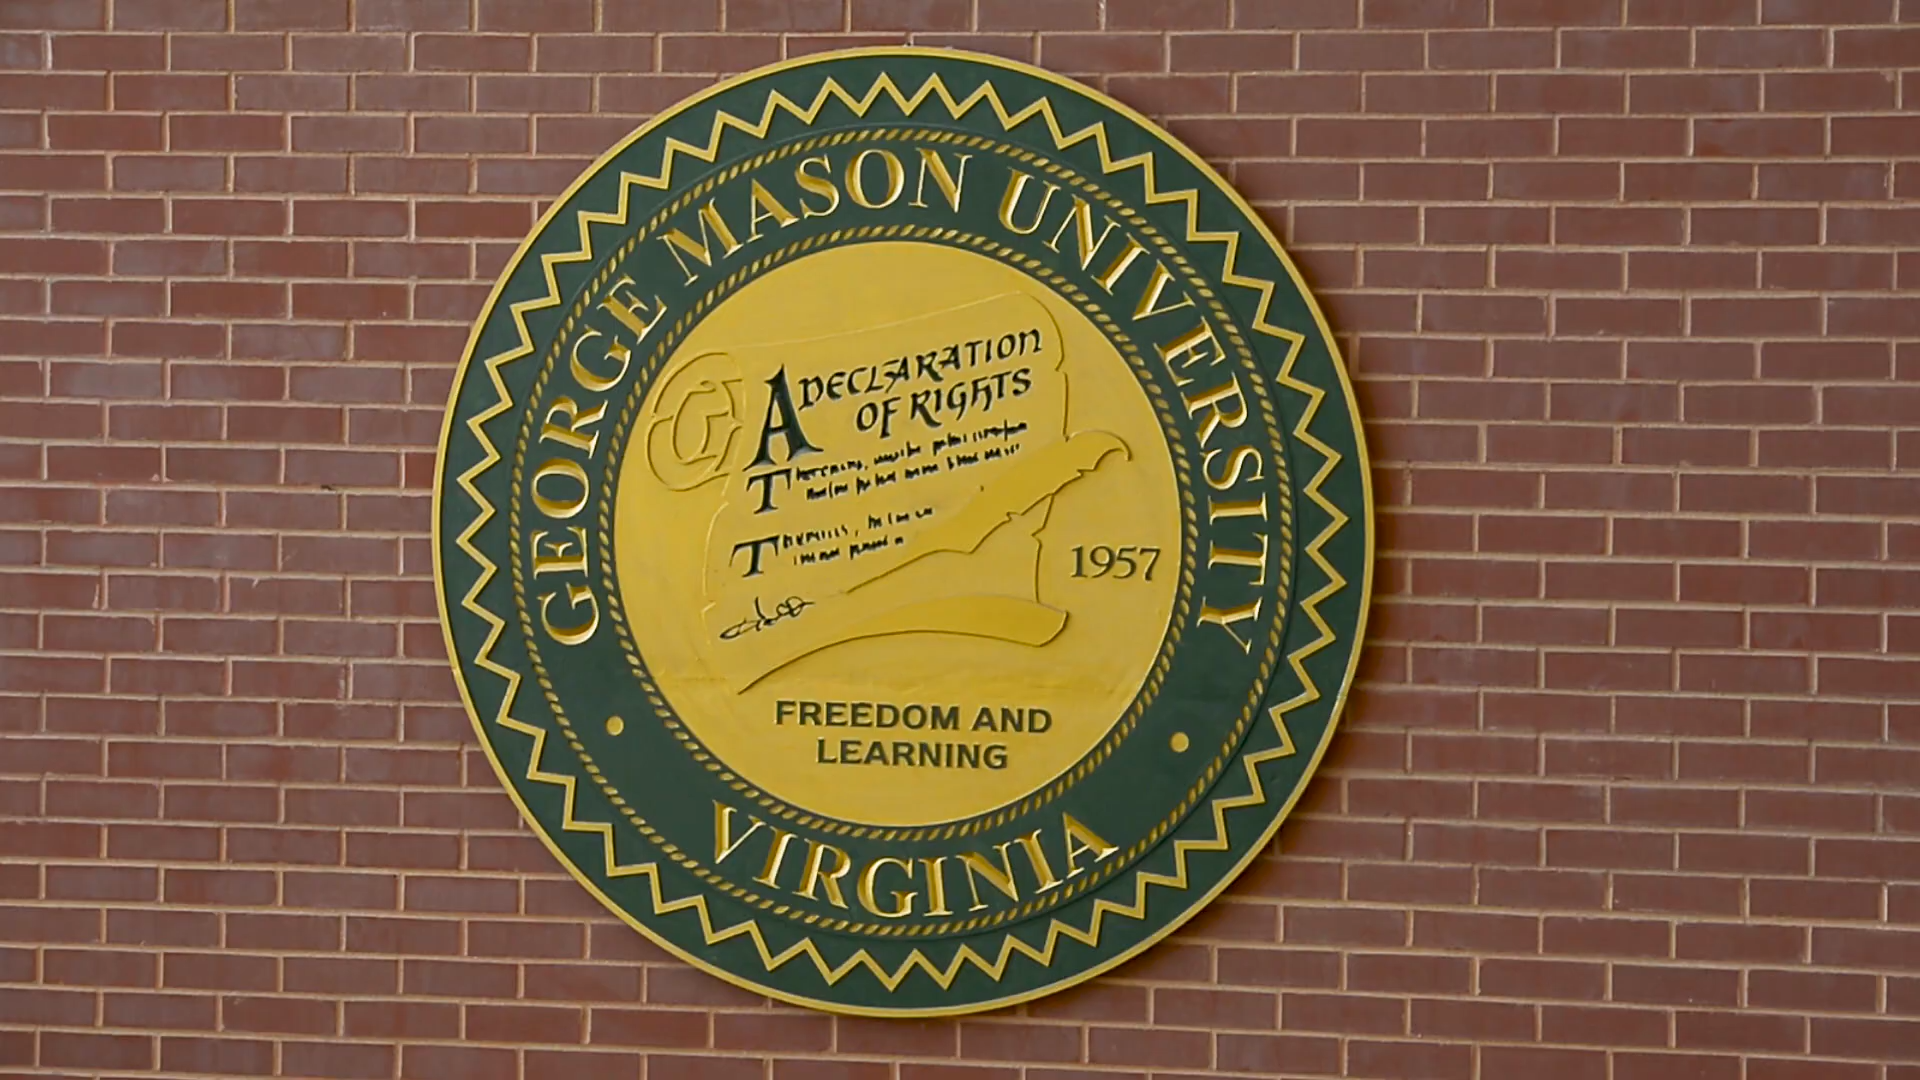 GEORGE MASON UNIVERSITY
A DECLARATION
OF RIGHTS
1957
FREEDOM AND
LEARNING
VIRGINIA